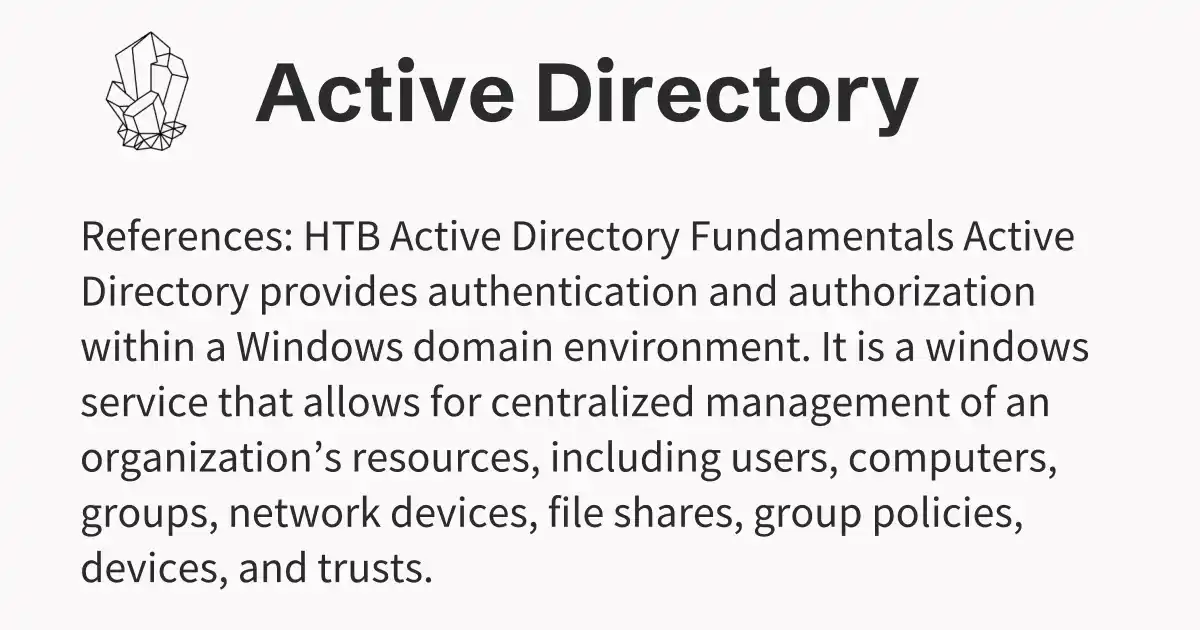 Active Directory
References: HTB Active Directory Fundamentals Active
Directory provides authentication and authorization
within a Windows domain environment. It is a windows
service that allows for centralized management of an
organization’s resources, including users, computers,
groups, network devices, file shares, group policies,
devices, and trusts.